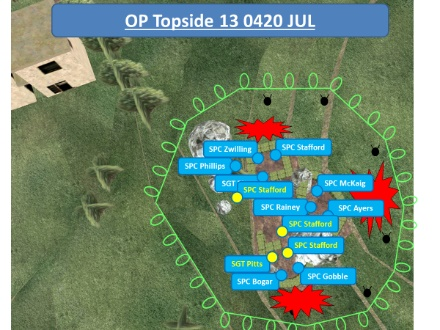 OP Topside 13 0420 JUL
SPC Zwilling
SPC Stafford
SPC Phillips
SGT
SPC Stafford
SPC McKaig
SPC Rainey
SPC Ayers
SPC Stafford
SPC Stafford
SGT Pitts
SPC Bogar
SPC Gobble